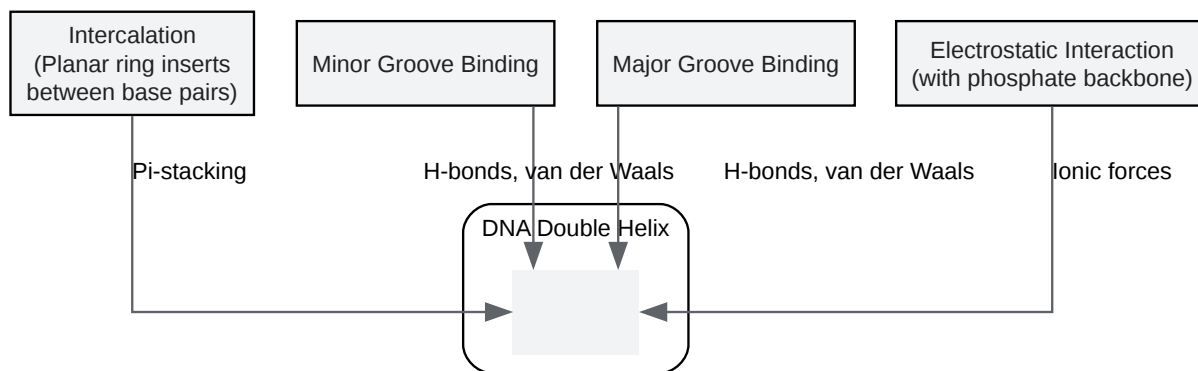 Intercalation
(Planar ring inserts
between base pairs)
Minor Groove Binding
Major Groove Binding
Electrostatic Interaction
(with phosphate backbone)
Pi-stacking
H-bonds, van der Waals
H-bonds, van der Waals
Ionic forces
DNA Double Helix